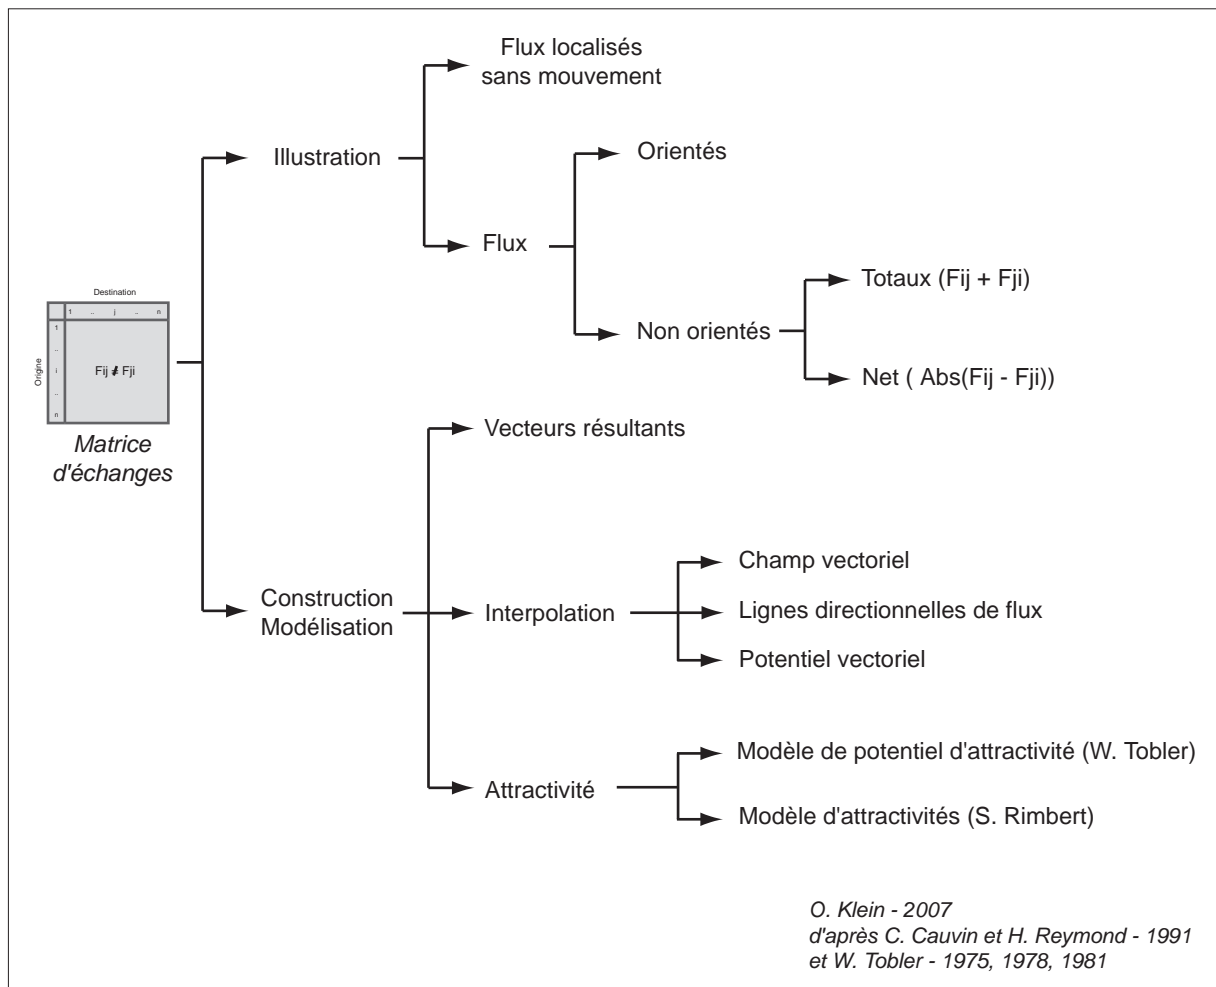 Flux localisés
sans mouvement
Illustration
Orientés
Flux
Totaux (Fij + Fji)
Non orientés
Net ( Abs(Fij - Fji))
Destination
1 .. j .. n
Origine
1
..
i
..
n
Fij ≠ Fji
Matrice
d'échanges
Vecteurs résultants
Construction
Modélisation
Interpolation
Champ vectoriel
Lignes directionnelles de flux
Potentiel vectoriel
Attractivité
Modèle de potentiel d'attractivité (W. Tobler)
Modèle d'attractivités (S. Rimbert)
O. Klein - 2007
d'après C. Cauvin et H. Reymond - 1991
et W. Tobler - 1975, 1978, 1981